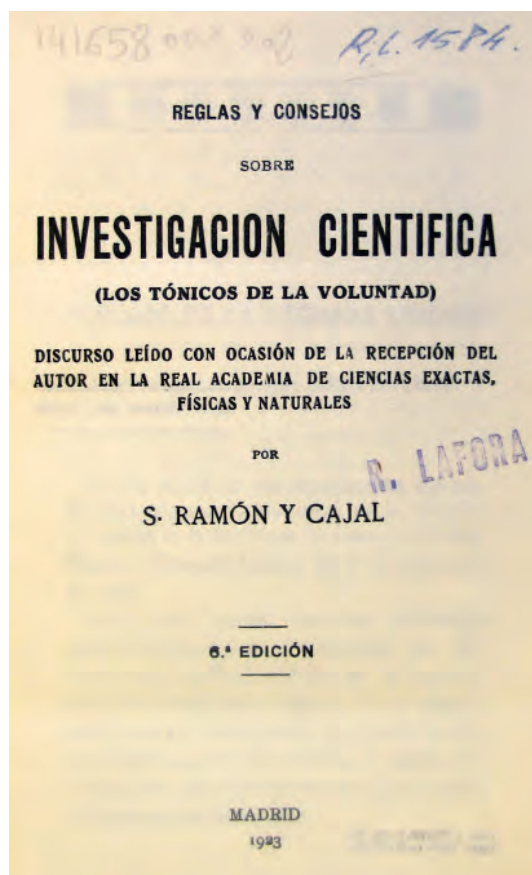 R,L. 1584.
REGLAS Y CONSEJOS
SOBRE
INVESTIGACION CIENTIFICA
(LOS TÓNICOS DE LA VOLUNTAD)
DISCURSO LEÍDO CON OCASIÓN DE LA RECEPCIÓN DEL
AUTOR EN LA REAL ACADEMIA DE CIENCIAS EXACTAS,
FÍSICAS Y NATURALES
POR
R. LAFORA
S. RAMÓN Y CAJAL
6.ª EDICIÓN
MADRID
1923